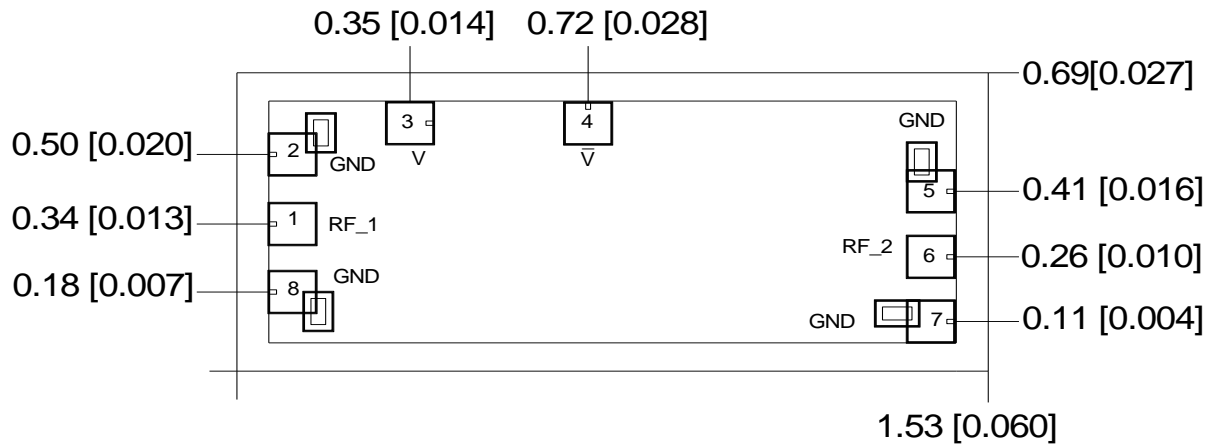 0.35 [0.014] 0.72 [0.028]
0.69[0.027]
3 4 GND
0.50 [0.020] 2 GND V V̅
5 0.41 [0.016]
0.34 [0.013] 1 RF_1
RF_2 6 0.26 [0.010]
0.18 [0.007] 8 GND
GND 7 0.11 [0.004]
1.53 [0.060]